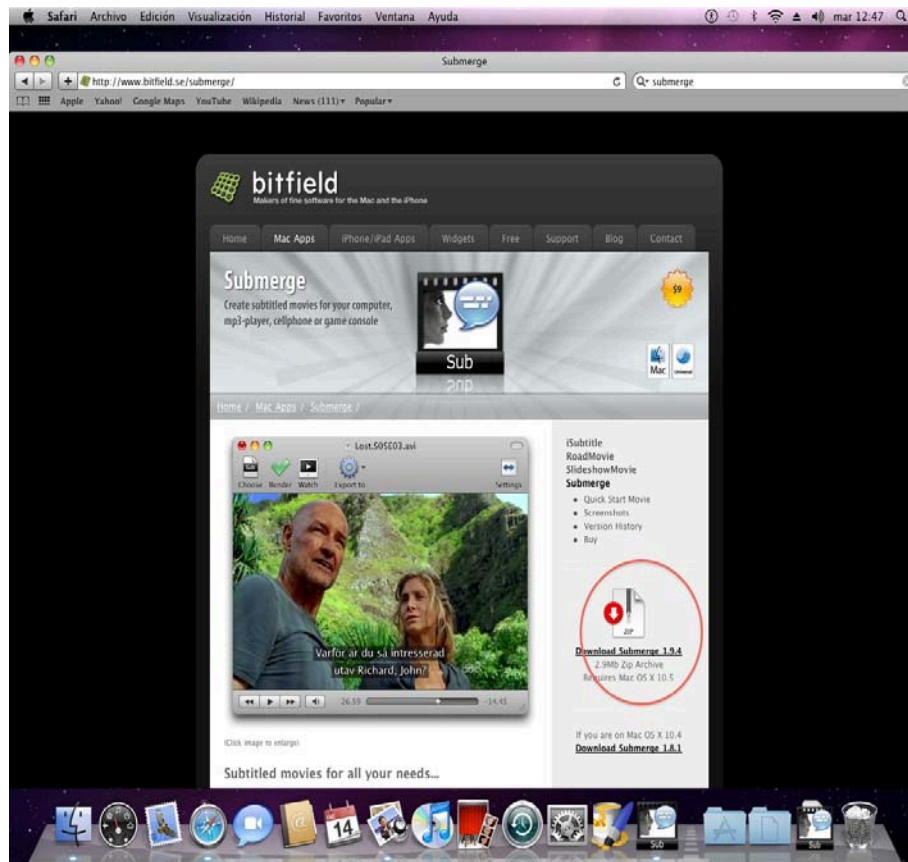 Safari Archivo Edición Visualización Historial Favoritos Ventana Ayuda mar 12:47
Submerge
http://www.bitfield.se/submerge/ submerge
Apple Yahoo! Google Maps YouTube Wikipedia News (111) Popular
bitfield
Makers of fine software for the Mac and the iPhone
Home Mac Apps iPhone/iPad Apps Widgets Free Support Blog Contact
Submerge
Create subtitled movies for your computer,
mp3-player, cellphone or game console
$9
Sub
Mac Universal
Home / Mac Apps / Submerge /
Lost.S05E03.avi
Choose Render Watch Export to Settings
Varför är du så intresserad
utav Richard, John?
26.59 -14.45
(Click image to enlarge)
Subtitled movies for all your needs...
iSubtitle
RoadMovie
SlideshowMovie
Submerge
• Quick Start Movie
• Screenshots
• Version History
• Buy
ZIP
Download Submerge 1.9.4
2.9Mb Zip Archive
Requires Mac OS X 10.5
If you are on Mac OS X 10.4
Download Submerge 1.8.1
14
Sub
Sub